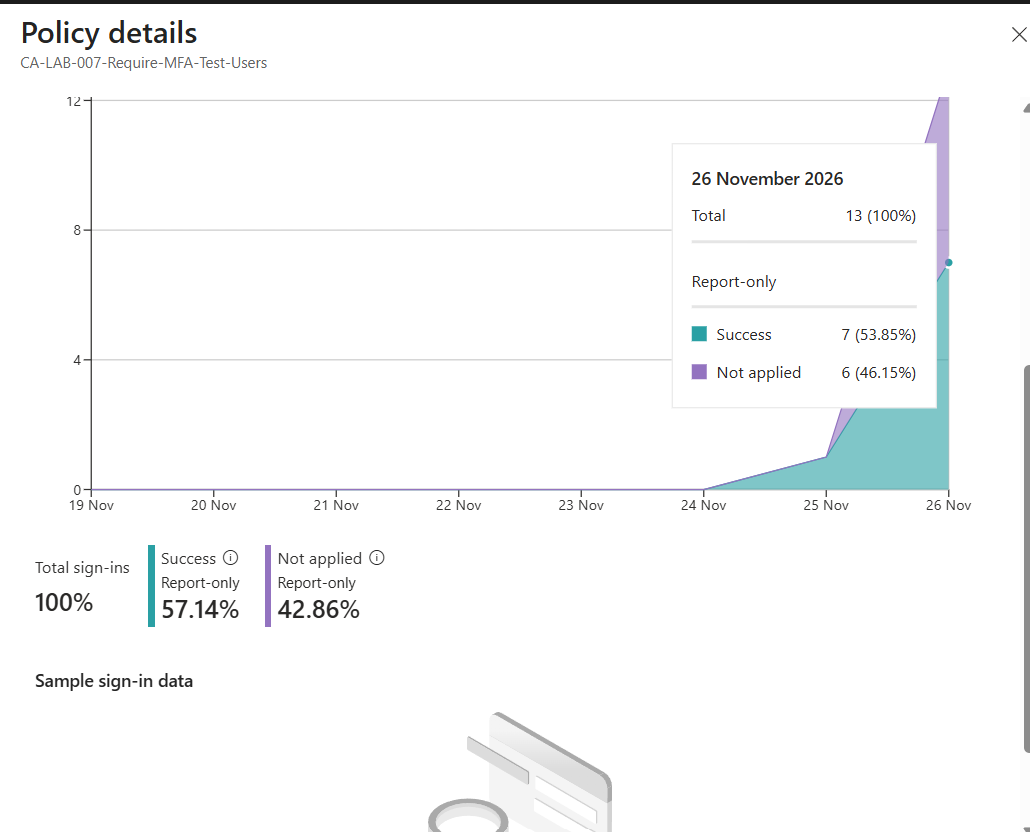 Policy details
CA-LAB-007-Require-MFA-Test-Users
12
8
4
0
19 Nov
20 Nov
21 Nov
22 Nov
23 Nov
24 Nov
25 Nov
26 Nov
26 November 2026
Total 13 (100%)
Report-only
Success 7 (53.85%)
Not applied 6 (46.15%)
Total sign-ins
100%
Success
Report-only
57.14%
Not applied
Report-only
42.86%
Sample sign-in data